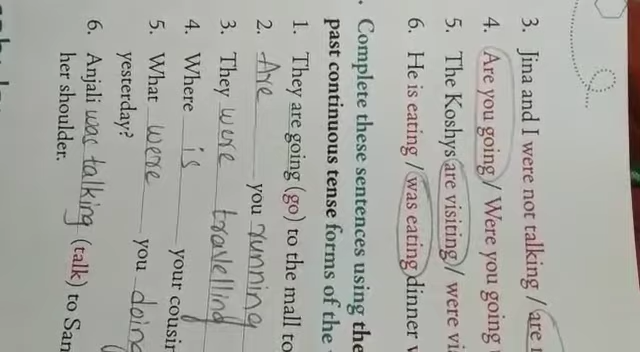 3. Jina and I were not talking / are
4. Are you going / Were you going
5. The Koshys are visiting / were
6. He is eating / was eating dinner
Complete these sentences using the
past continuous tense forms of the
1. They are going (go) to the mall to
2. Are you running
3. They were travelling
4. Where is your cousin
5. What were you doing
yesterday?
6. Anjali was talking (talk) to San
her shoulder.